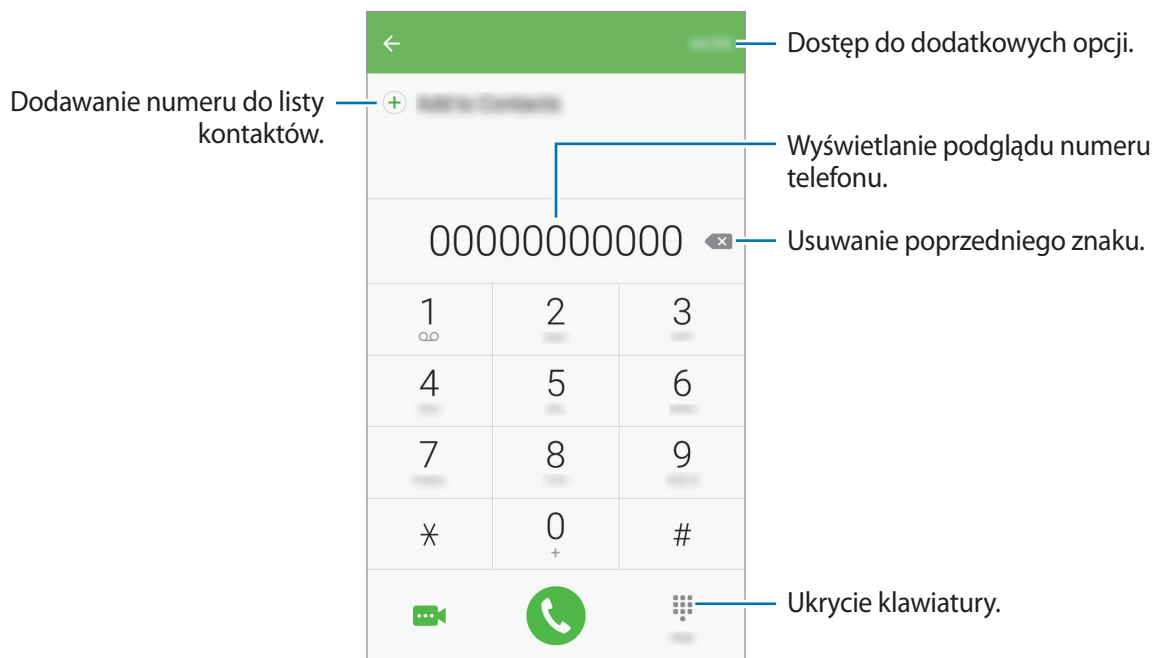 Dostęp do dodatkowych opcji.
Dodawanie numeru do listy
kontaktów.
Wyświetlanie podglądu numeru
telefonu.
00000000000
Usuwanie poprzedniego znaku.
1 2 3
4 5 6
7 8 9
* 0 #
+
Ukrycie klawiatury.